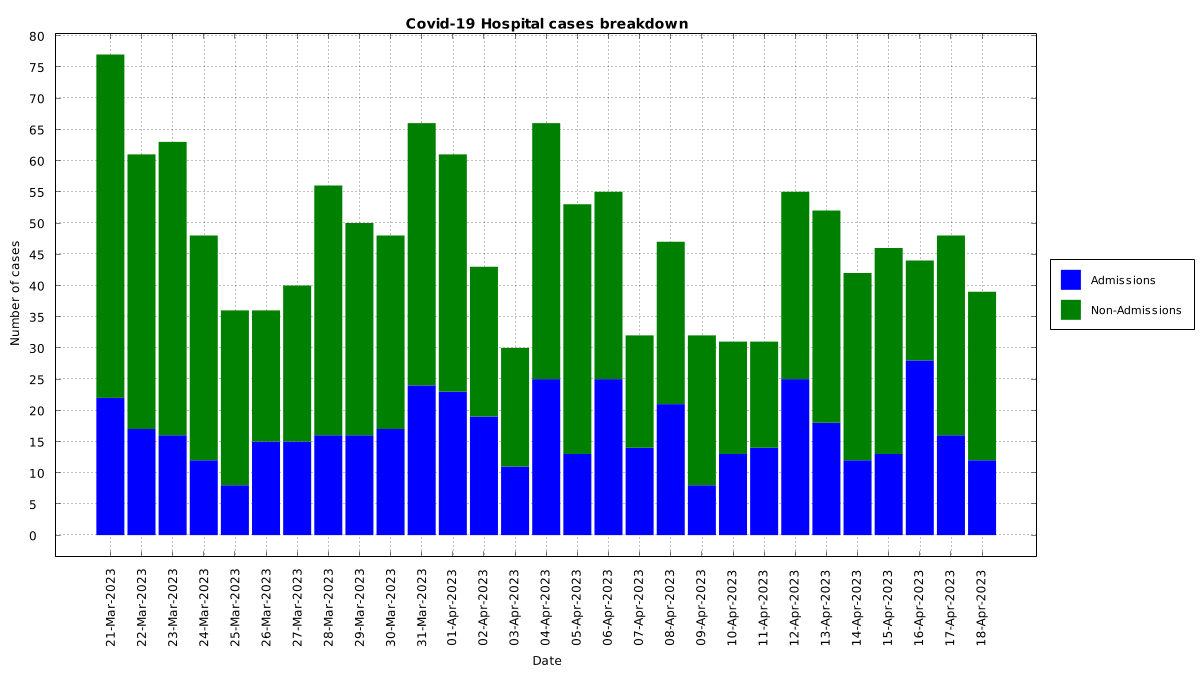 Covid-19 Hospital cases breakdown
80
75
70
65
60
55
50
45
40
35
30
25
20
15
10
5
0
Number of cases
21-Mar-2023
22-Mar-2023
23-Mar-2023
24-Mar-2023
25-Mar-2023
26-Mar-2023
27-Mar-2023
28-Mar-2023
29-Mar-2023
30-Mar-2023
31-Mar-2023
01-Apr-2023
02-Apr-2023
03-Apr-2023
04-Apr-2023
05-Apr-2023
06-Apr-2023
07-Apr-2023
08-Apr-2023
09-Apr-2023
10-Apr-2023
11-Apr-2023
12-Apr-2023
13-Apr-2023
14-Apr-2023
15-Apr-2023
16-Apr-2023
17-Apr-2023
18-Apr-2023
Date
Admissions
Non-Admissions